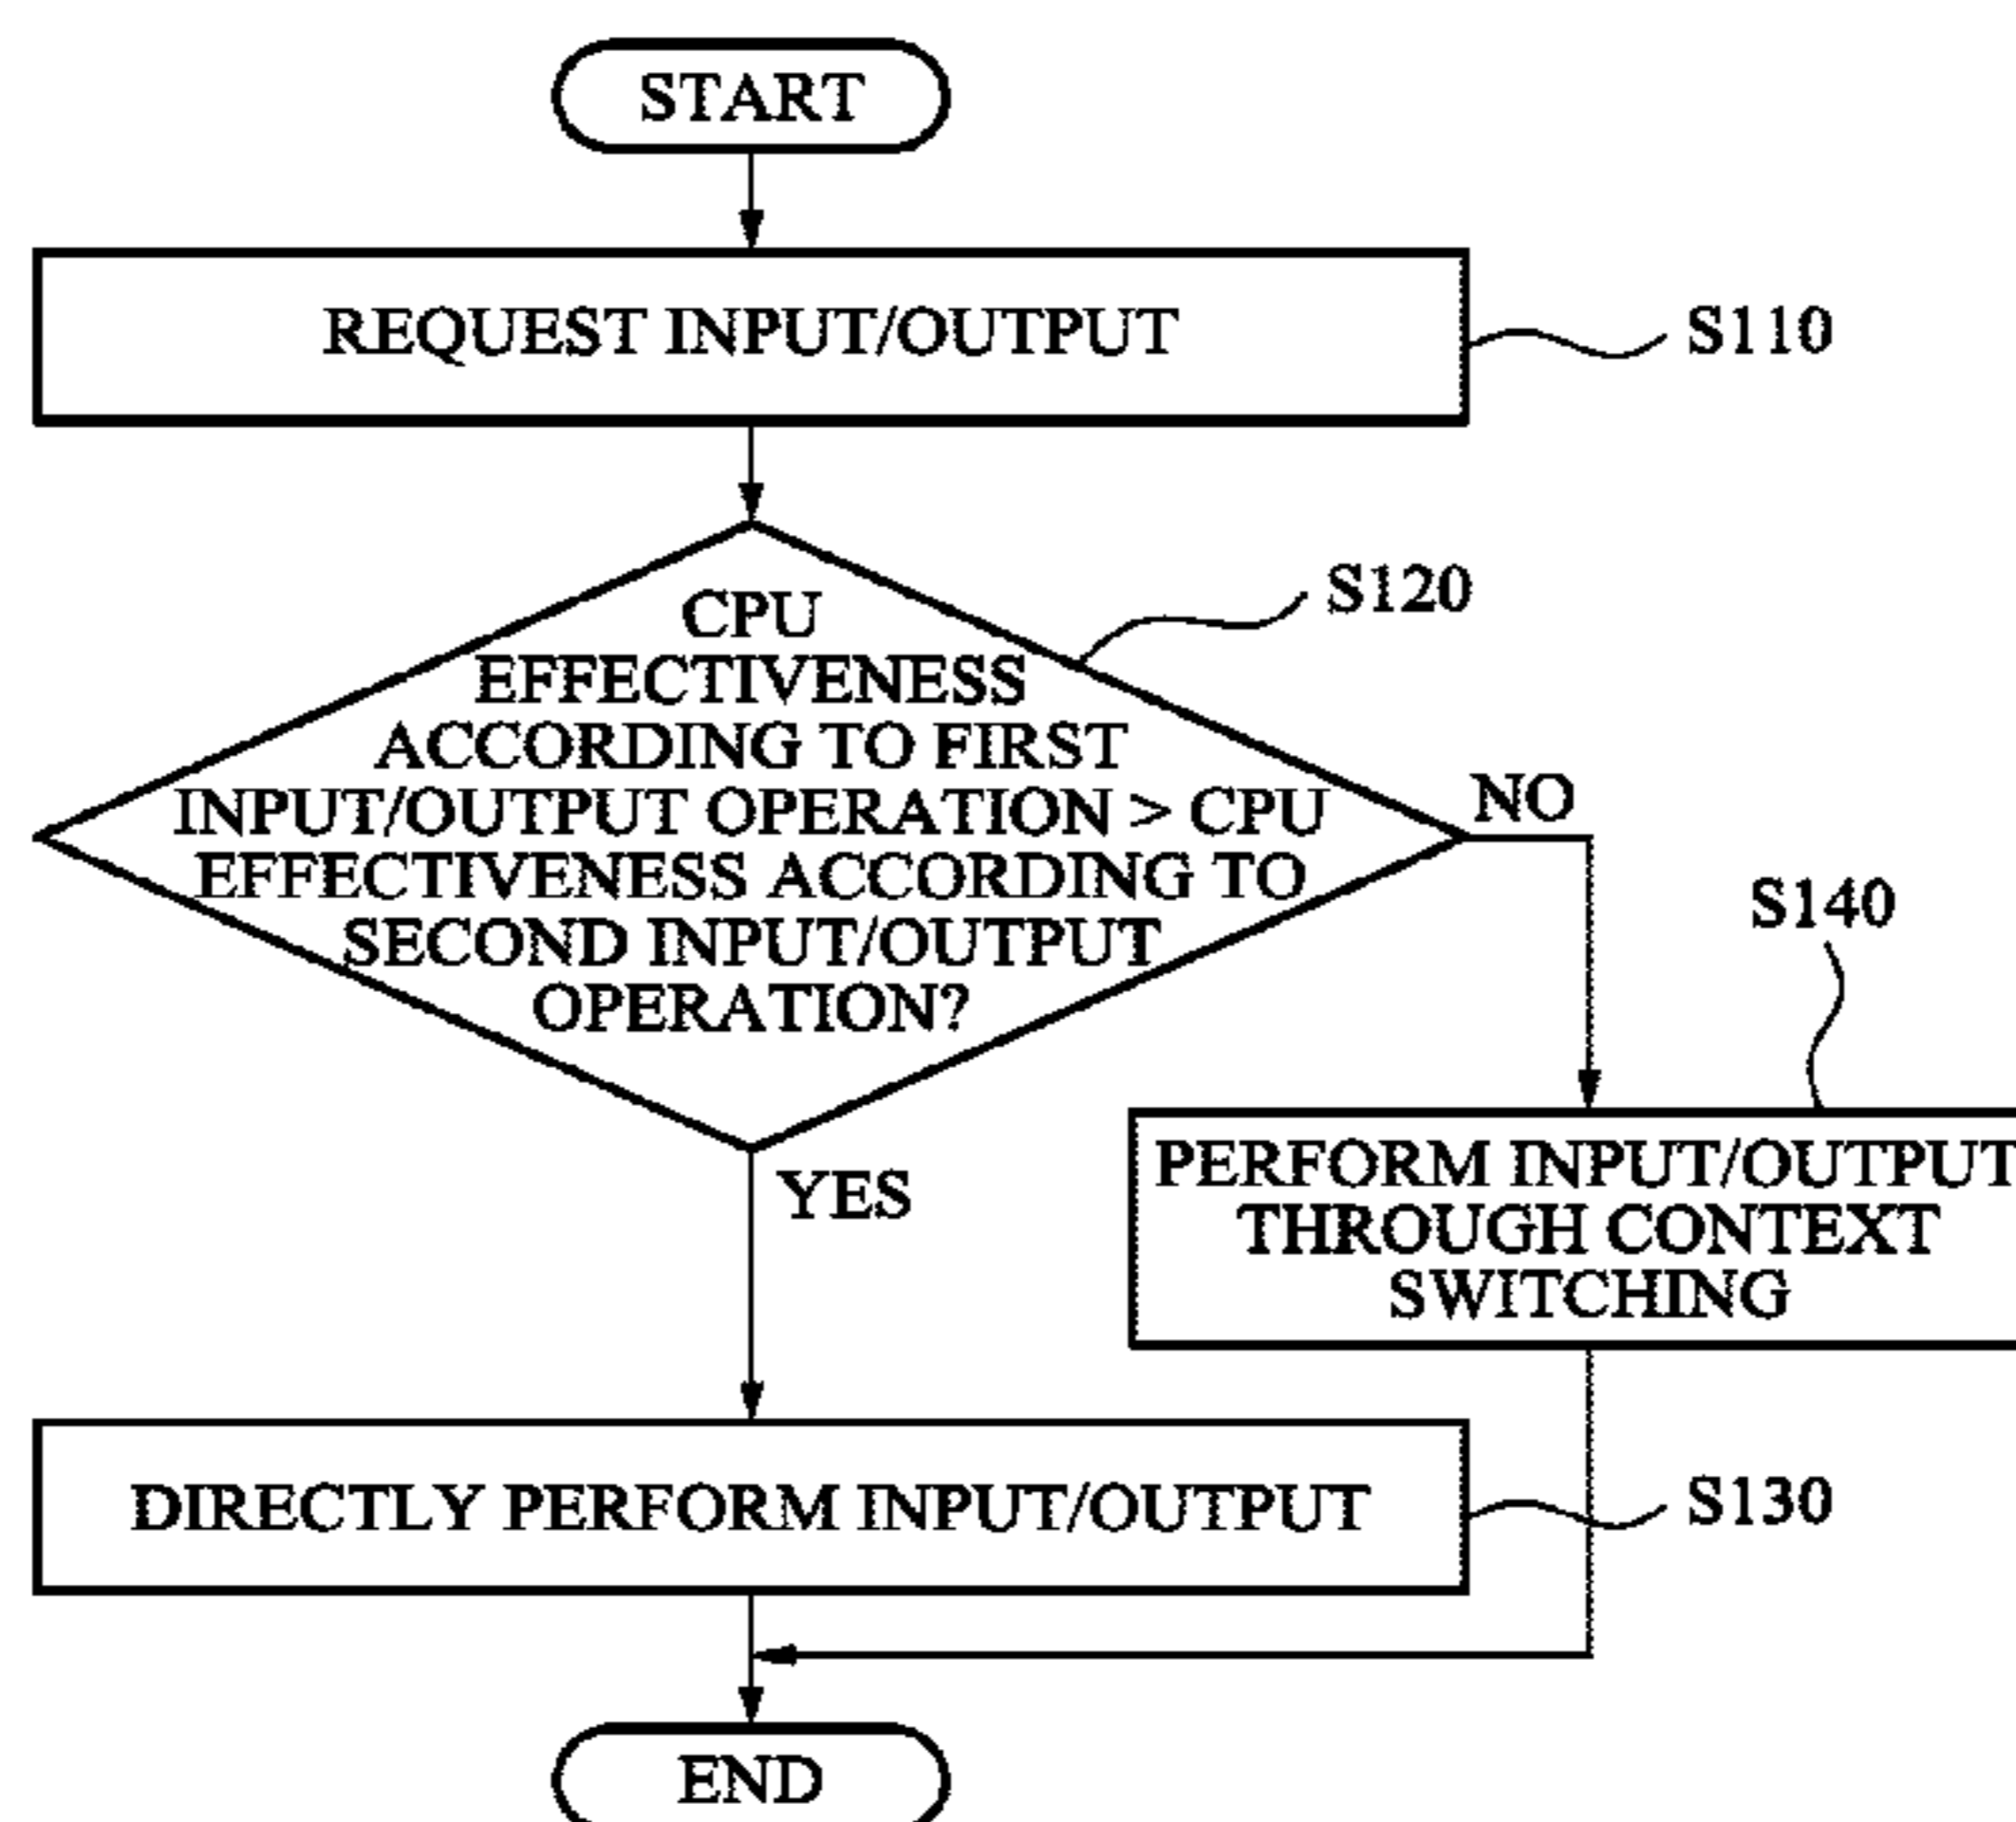 START
REQUEST INPUT/OUTPUT
S110
S120
CPU
EFFECTIVENESS
ACCORDING TO FIRST
INPUT/OUTPUT OPERATION > CPU
EFFECTIVENESS ACCORDING TO
SECOND INPUT/OUTPUT
OPERATION?
NO
S140
PERFORM INPUT/OUTPUT
THROUGH CONTEXT
SWITCHING
YES
DIRECTLY PERFORM INPUT/OUTPUT
S130
END